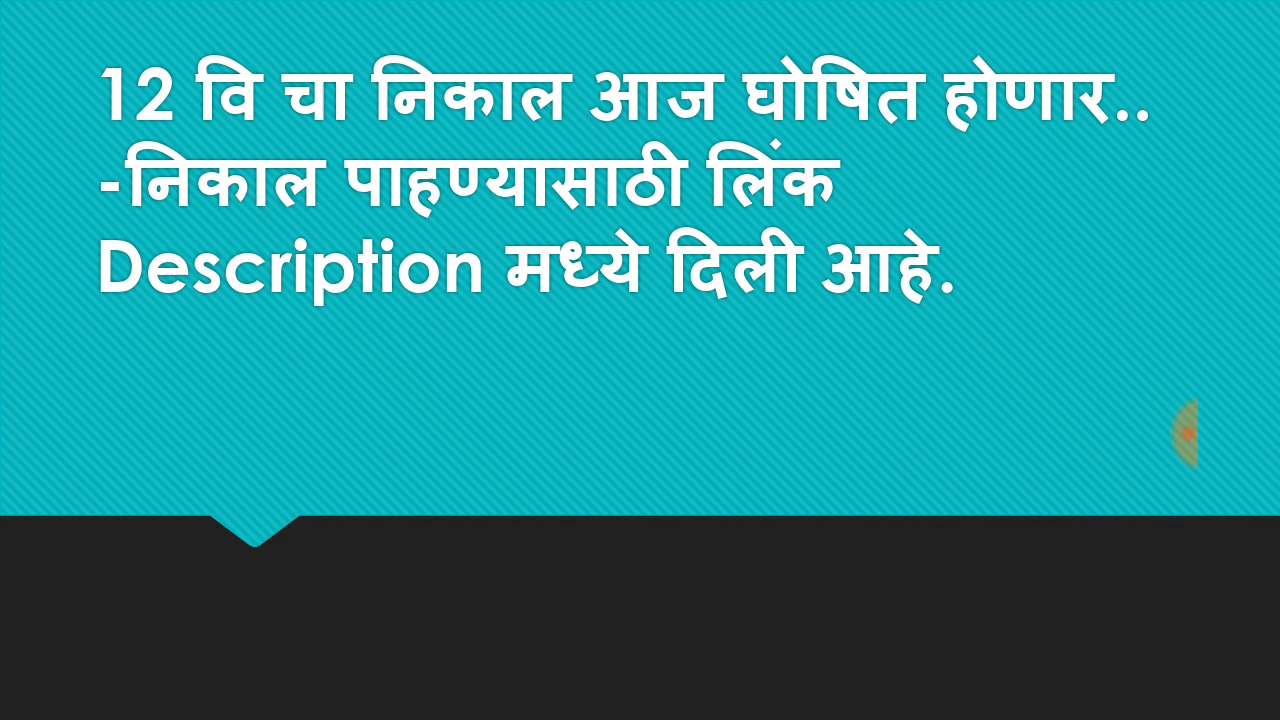 12 वि चा निकाल आज घोषित होणार..
-निकाल पाहण्यासाठी लिंक
Description मध्ये दिली आहे.